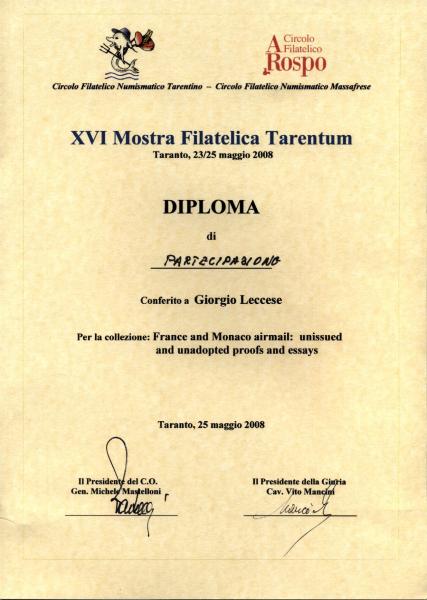 Circolo
Filatelico
A. Rospo
Circolo Filatelico Numismatico Tarentino – Circolo Filatelico Numismatico Massafrese
XVI Mostra Filatelica Tarentum
Taranto, 23/25 maggio 2008
DIPLOMA
di
PARTECIPAZIONE
Conferito a Giorgio Leccese
Per la collezione: France and Monaco airmail: unissued
and unadopted proofs and essays
Taranto, 25 maggio 2008
Il Presidente del C.O.
Gen. Michele Mastelloni
Il Presidente della Giuria
Cav. Vito Mancini